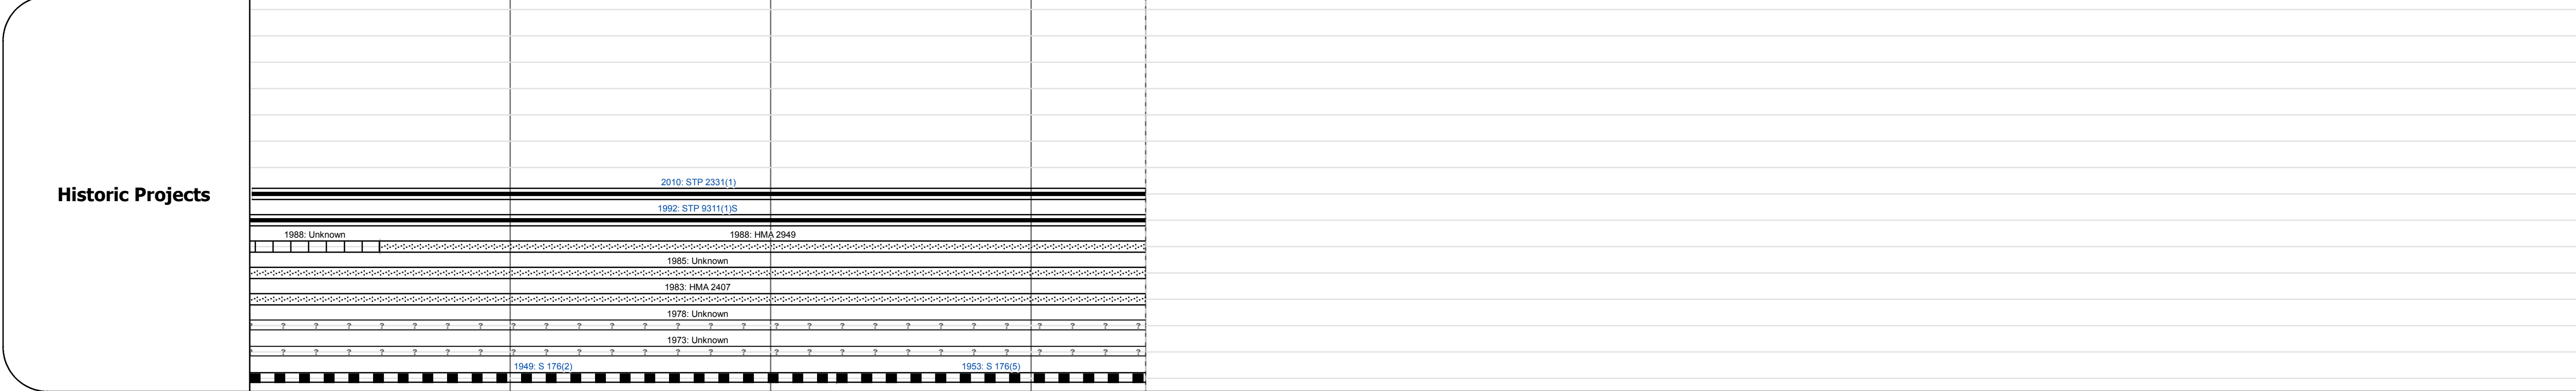 Historic Projects
2010: STP 2331(1)
1992: STP 9311(1)S
1988: Unknown 1988: HMA 2949
1985: Unknown
1983: HMA 2407
1978: Unknown
? ? ? ? ? ? ? ? ? ? ? ? ? ? ? ? ? ? ? ? ? ? ? ? ? ? ? ?
1973: Unknown
? ? ? ? ? ? ? ? ? ? ? ? ? ? ? ? ? ? ? ? ? ? ? ? ? ? ? ?
1949: S 176(2) 1953: S 176(5)